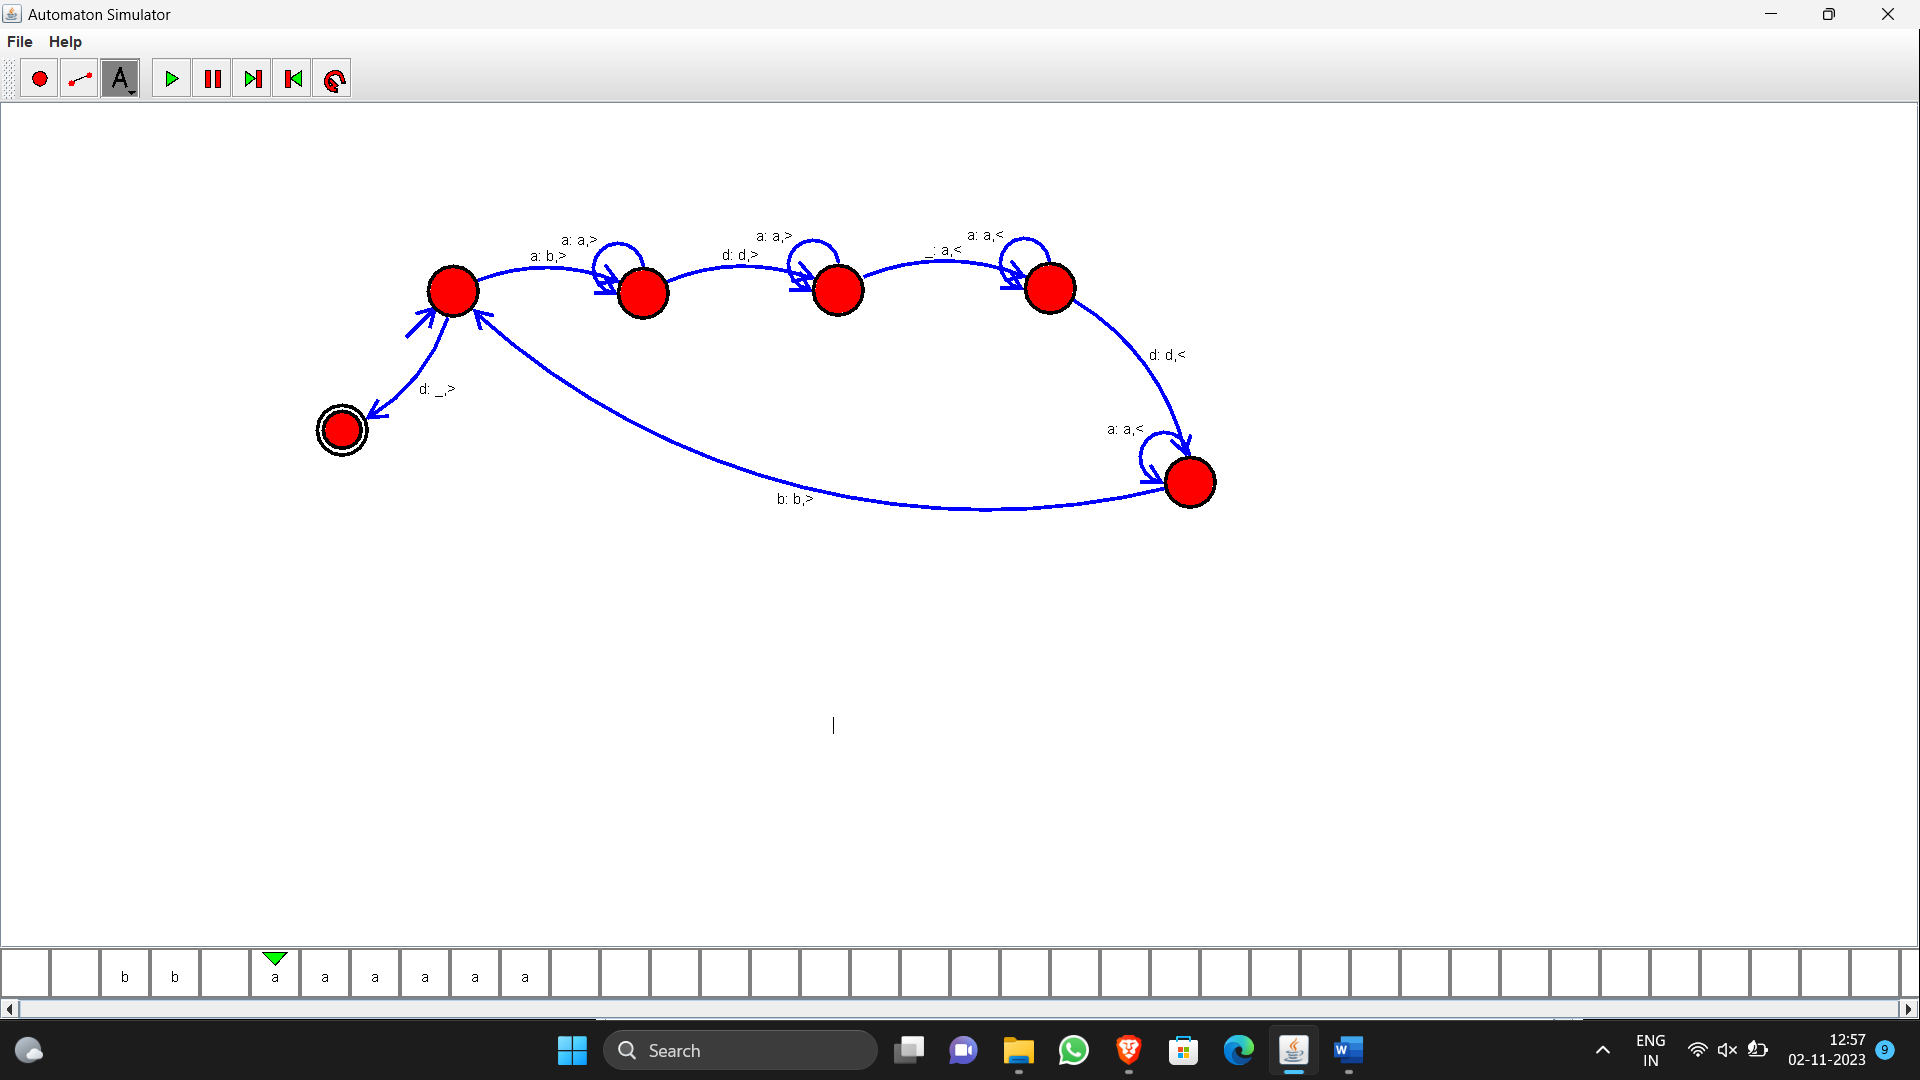 Automaton Simulator
File Help
A
a: a,>
a: b,>
a: a,>
d: d,>
a: a,<
_: a,<
d: d,<
d: _,>
a: a,<
b: b,>
b b a a a a a a
Search
W
ENG
IN
12:57
02-11-2023
9